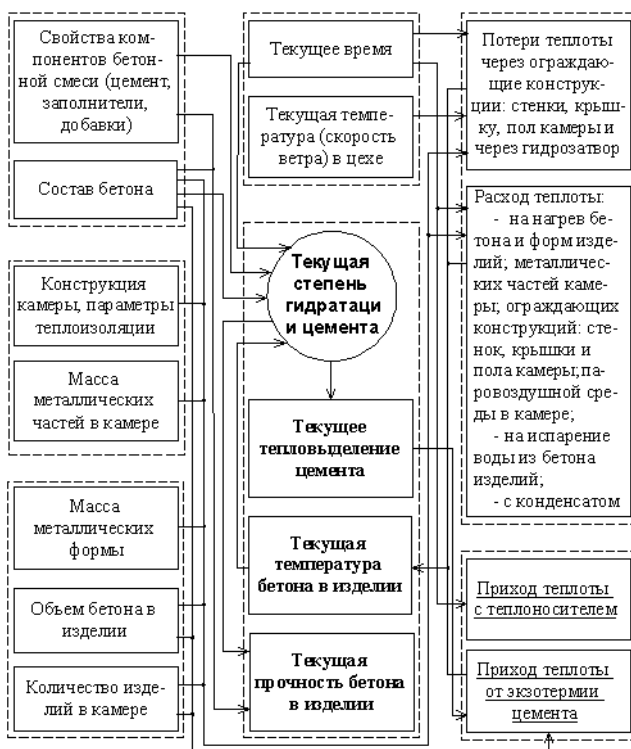 Свойства ком-
понентов бетон-
ной смеси (цемент,
заполнители,
добавки)
Состав бетона
Конструкция
камеры, параметры
теплоизоляции
Масса
металлических
частей в камере
Масса
металлических
формы
Объем бетона в
изделии
Количество изде-
лий в камере
Текущее время
Текущая темпе-
ратура (скорость
ветра) в цехе
Текущая
степень
гидратаци
и цемента
Текущее
тепловыделение
цемента
Текущая
температура
бетона в изделии
Текущая
прочность бетона
в изделии
Потери теплоты
через огражда-
ющие конструк-
ции: стенки, крыш-
ку, пол камеры и
через гидрозатвор
Расход теплоты:
- на нагрев бе-
тона и форм изде-
лий; металличес-
ких частей каме-
ры; ограждающих
конструкций: сте-
нок, крышки и
пола камеры; па-
ровоздушной сре-
ды в камере;
- на испарение
воды из бетона
изделий;
- с конденсатом
Приход теплоты
с теплоносителем
Приход теплоты
от экзотермии
цемента